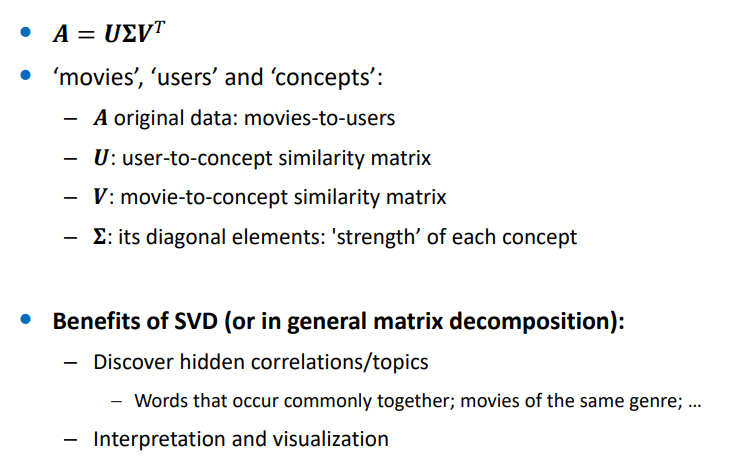 • A = UΣVᵀ
• ‘movies’, ‘users’ and ‘concepts’:
– A original data: movies-to-users
– U: user-to-concept similarity matrix
– V: movie-to-concept similarity matrix
– Σ: its diagonal elements: 'strength’ of each concept
• Benefits of SVD (or in general matrix decomposition):
– Discover hidden correlations/topics
– Words that occur commonly together; movies of the same genre; …
– Interpretation and visualization